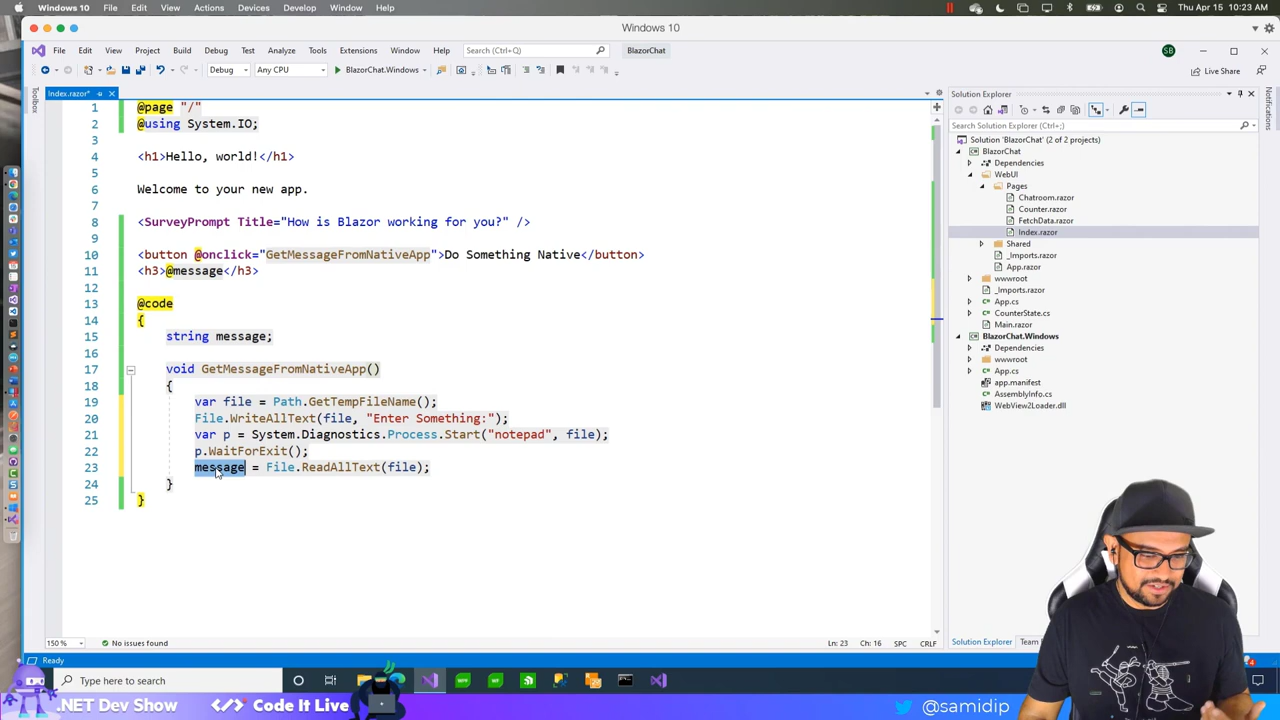 Visual Studio File Edit View Actions Devices Develop Window Help
Thu Apr 15 10:23 AM
Windows 10
File Edit View Project Build Debug Test Analyze Tools Extensions Window Help Search (Ctrl+Q) BlazorChat SB
Debug Any CPU BlazorChat.Windows Live Share
Toolbox
Index.razor*
1 @page "/"
2 @using System.IO;
3
4 <h1>Hello, world!</h1>
5
6 Welcome to your new app.
7
8 <SurveyPrompt Title="How is Blazor working for you?" />
9
10 <button @onclick="GetMessageFromNativeApp">Do Something Native</button>
11 <h3>@message</h3>
12
13 @code
14 {
15 string message;
16
17 void GetMessageFromNativeApp()
18 {
19 var file = Path.GetTempFileName();
20 File.WriteAllText(file, "Enter Something:");
21 var p = System.Diagnostics.Process.Start("notepad", file);
22 p.WaitForExit();
23 message = File.ReadAllText(file);
24 }
25 }
150 % No issues found Ln: 23 Ch: 16 SPC CRLF
Solution Explorer
Search Solution Explorer (Ctrl+;)
Solution 'BlazorChat' (2 of 2 projects)
BlazorChat
Dependencies
WebUI
Pages
Chatroom.razor
Counter.razor
FetchData.razor
Index.razor
Shared
_Imports.razor
App.razor
wwwroot
_Imports.razor
App.cs
CounterState.cs
Main.razor
BlazorChat.Windows
Dependencies
wwwroot
App.cs
app.manifest
AssemblyInfo.cs
WebView2Loader.dll
Solution Explorer Team
Notifications
Ready
Type here to search
.NET Dev Show </> Code It Live @samidip